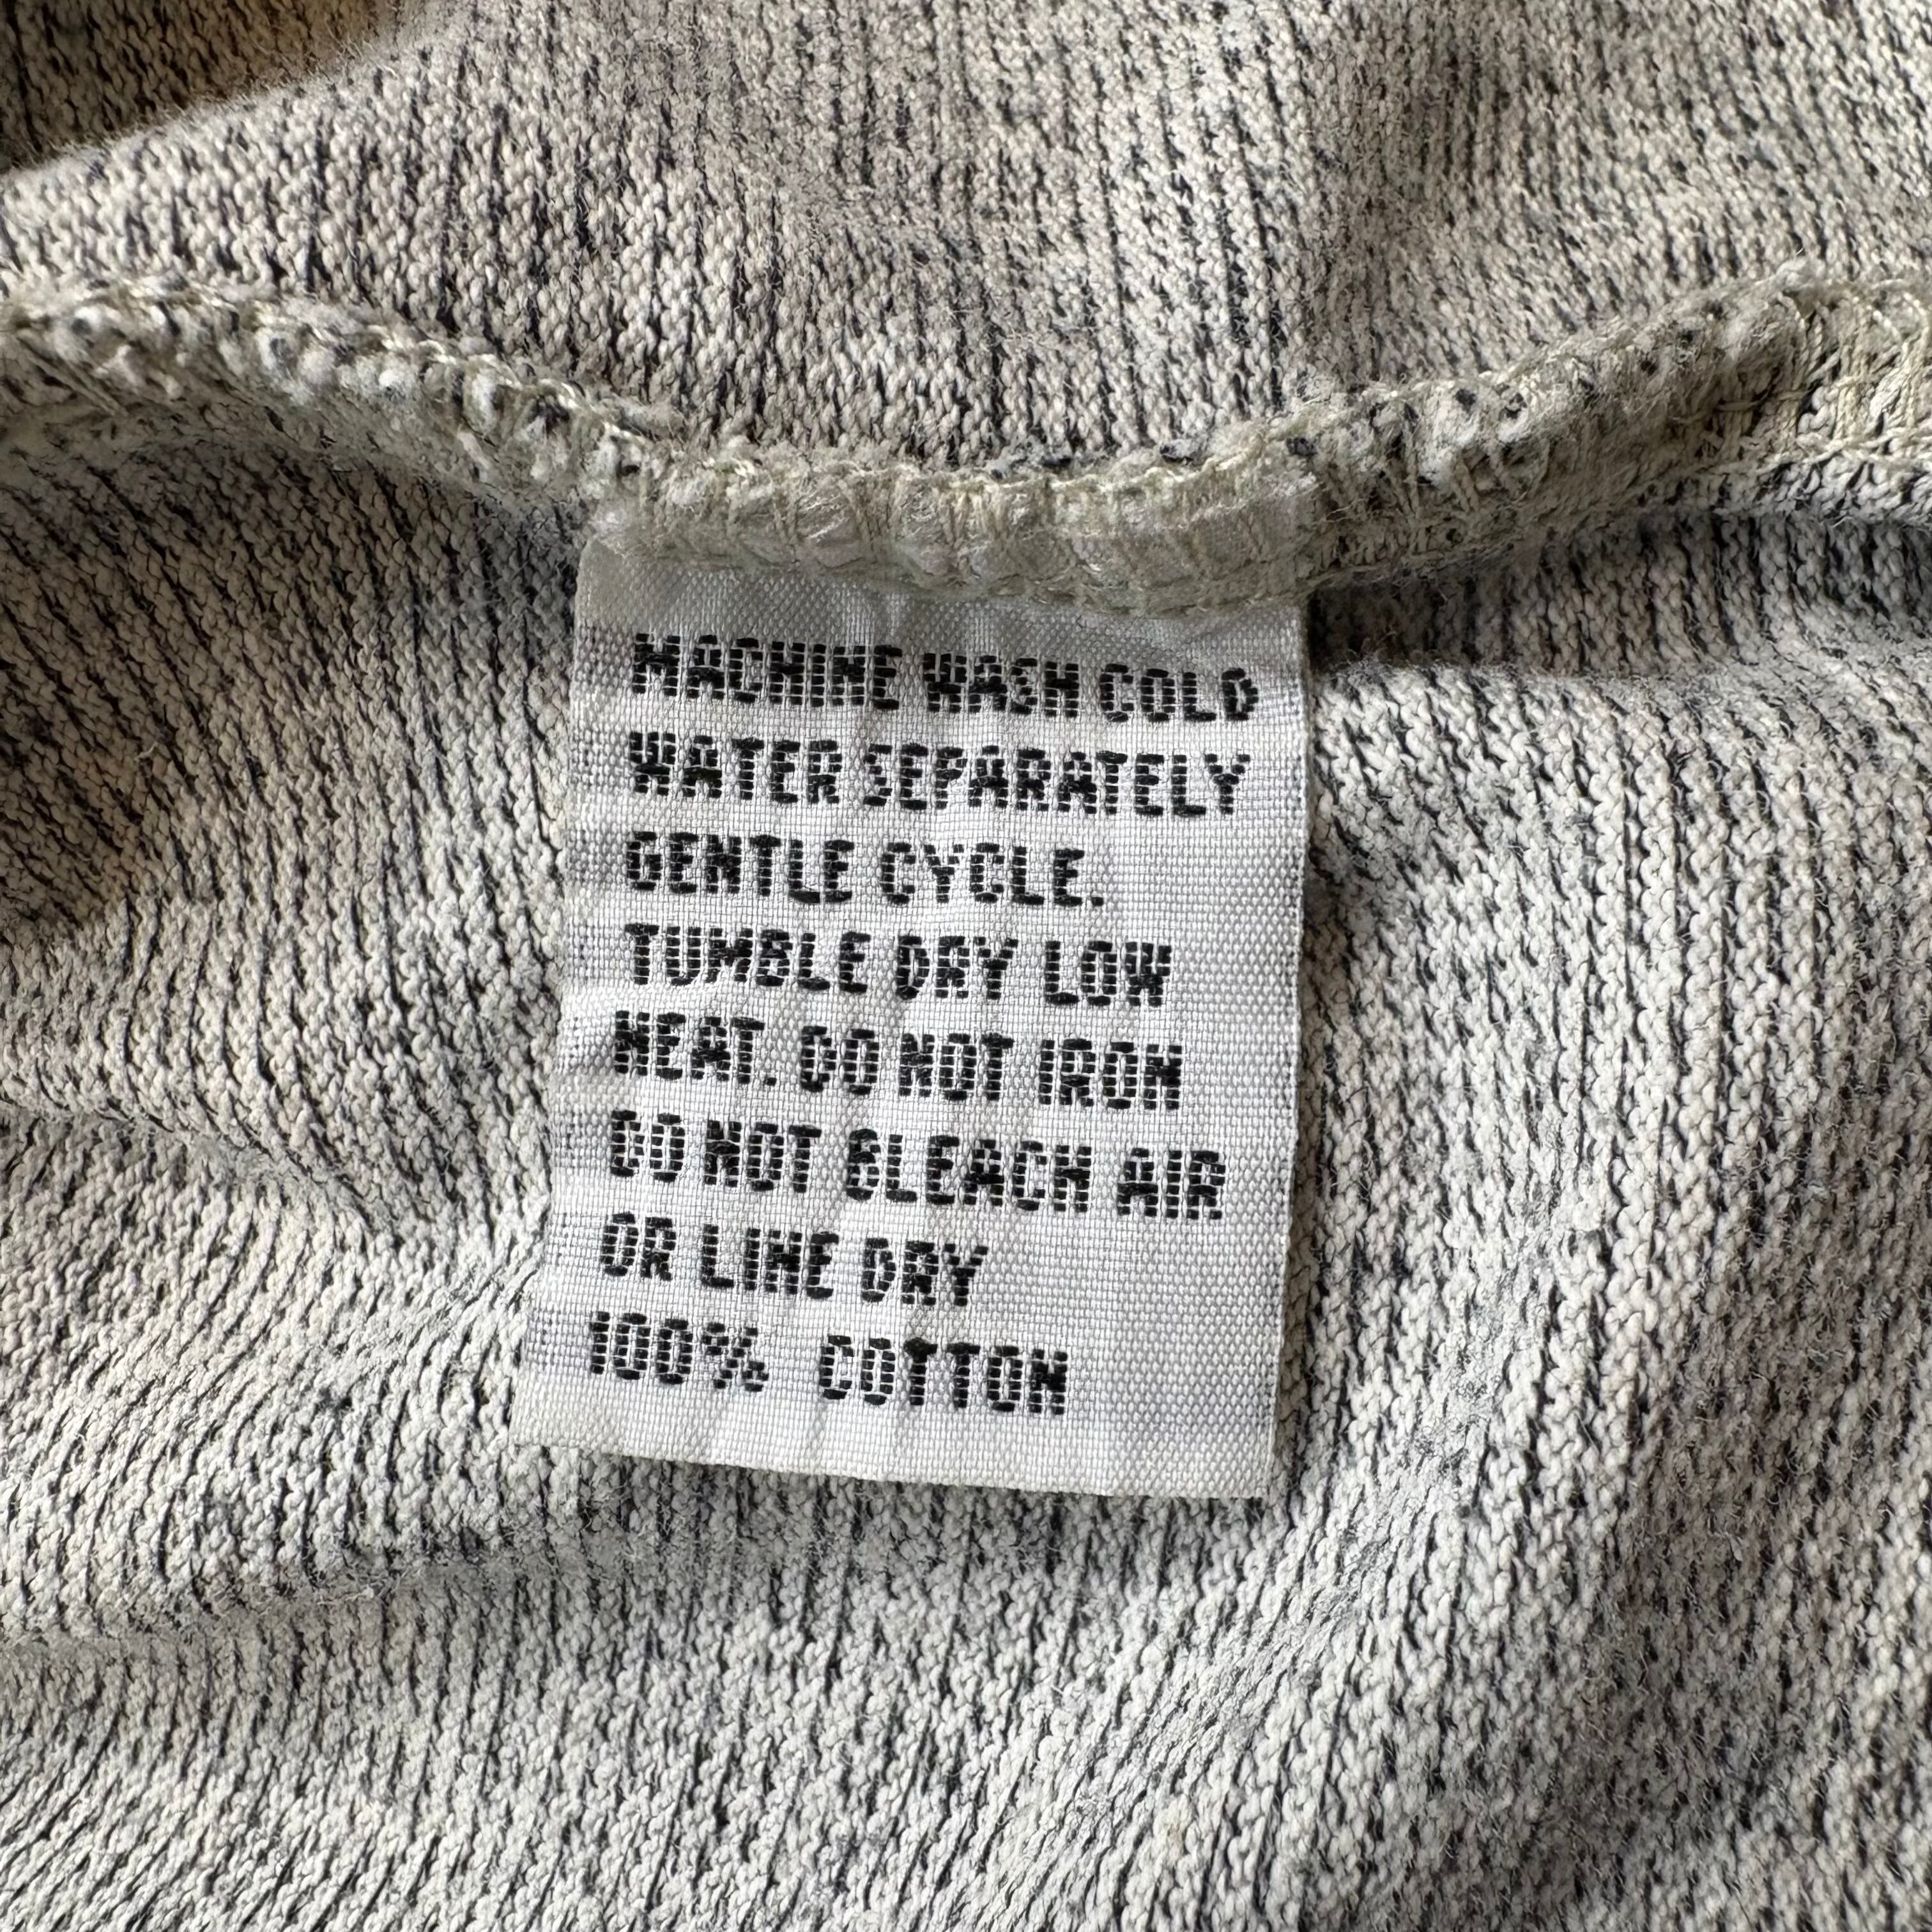 MACHINE WASH COLD
WATER SEPARATELY
GENTLE CYCLE.
TUMBLE DRY LOW
HEAT. DO NOT IRON
DO NOT BLEACH AIR
OR LINE DRY
100% COTTON